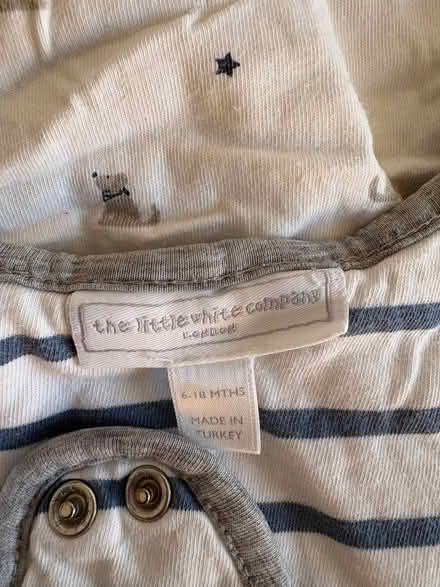 the little white company
LONDON
6-18 MTHS
MADE IN
TURKEY